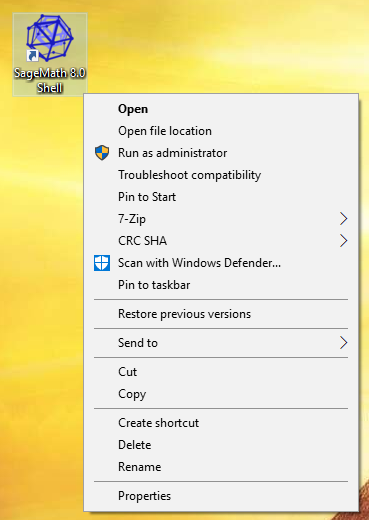 SageMath 8.0
Shell
Open
Open file location
Run as administrator
Troubleshoot compatibility
Pin to Start
7-Zip
CRC SHA
Scan with Windows Defender...
Pin to taskbar
Restore previous versions
Send to
Cut
Copy
Create shortcut
Delete
Rename
Properties